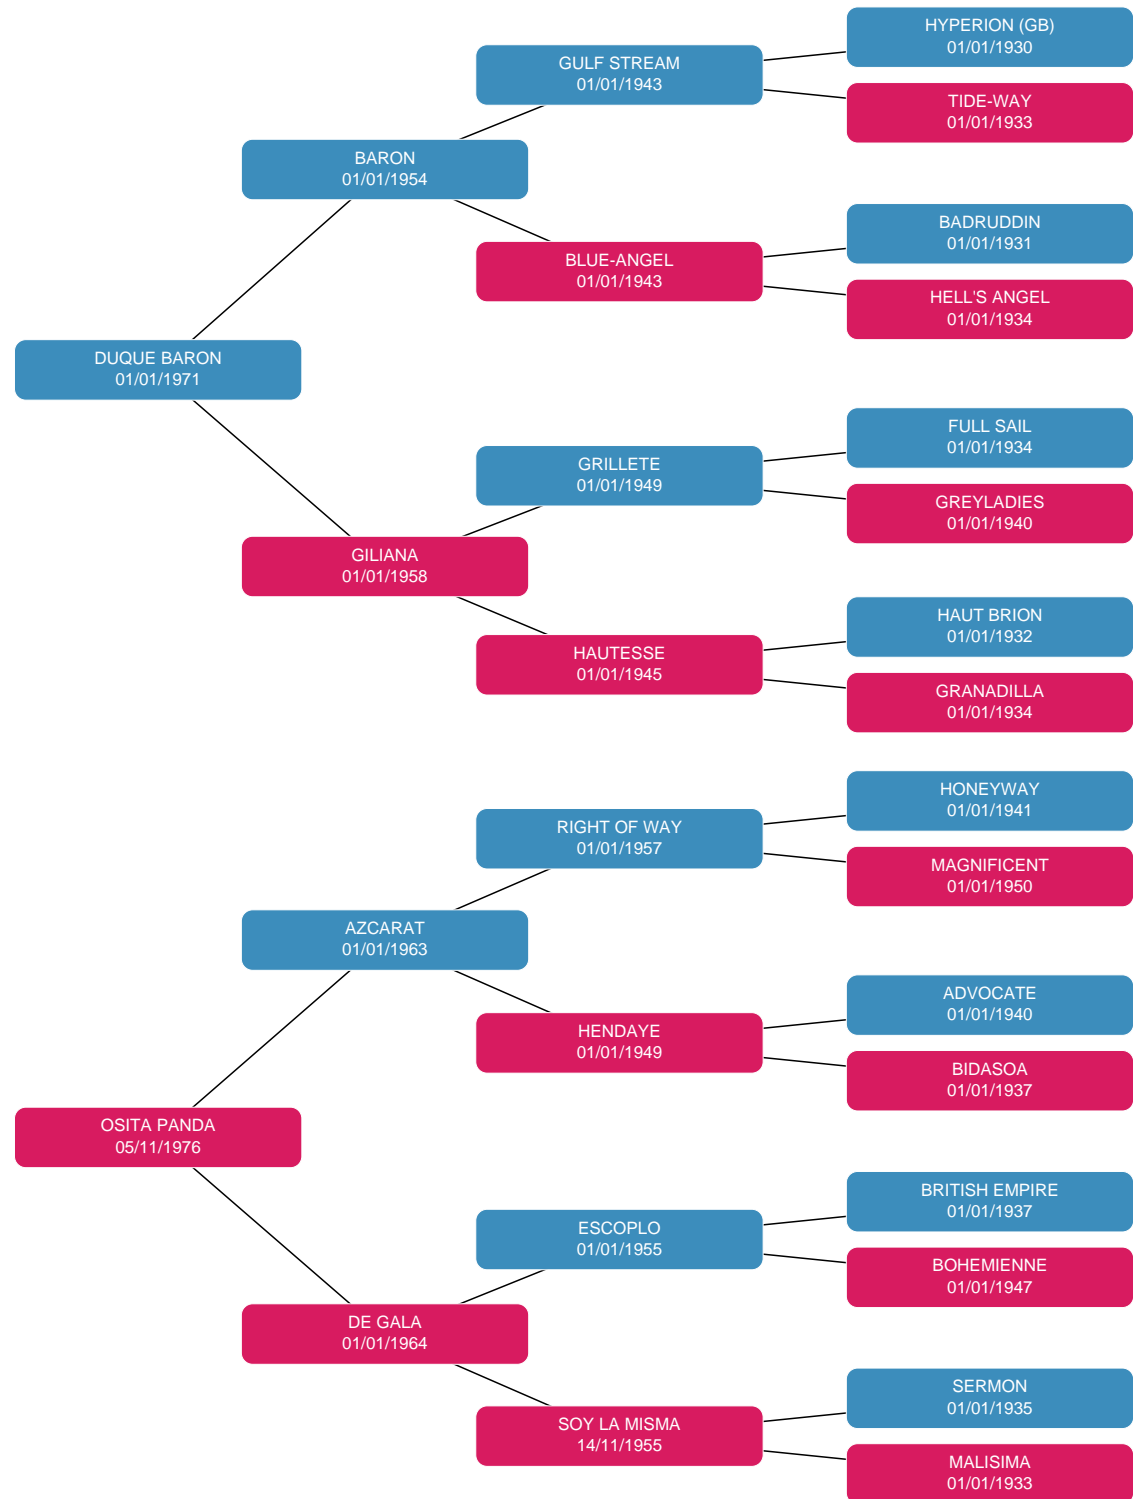 HYPERION (GB)
01/01/1930
GULF STREAM
01/01/1943
TIDE-WAY
01/01/1933
BARON
01/01/1954
BADRUDDIN
01/01/1931
BLUE-ANGEL
01/01/1943
HELL'S ANGEL
01/01/1934
DUQUE BARON
01/01/1971
FULL SAIL
01/01/1934
GRILLETE
01/01/1949
GREYLADIES
01/01/1940
GILIANA
01/01/1958
HAUT BRION
01/01/1932
HAUTESSE
01/01/1945
GRANADILLA
01/01/1934
HONEYWAY
01/01/1941
RIGHT OF WAY
01/01/1957
MAGNIFICENT
01/01/1950
AZCARAT
01/01/1963
ADVOCATE
01/01/1940
HENDAYE
01/01/1949
BIDASOA
01/01/1937
OSITA PANDA
05/11/1976
BRITISH EMPIRE
01/01/1937
ESCOPLO
01/01/1955
BOHEMIENNE
01/01/1947
DE GALA
01/01/1964
SERMON
01/01/1935
SOY LA MISMA
14/11/1955
MALISIMA
01/01/1933